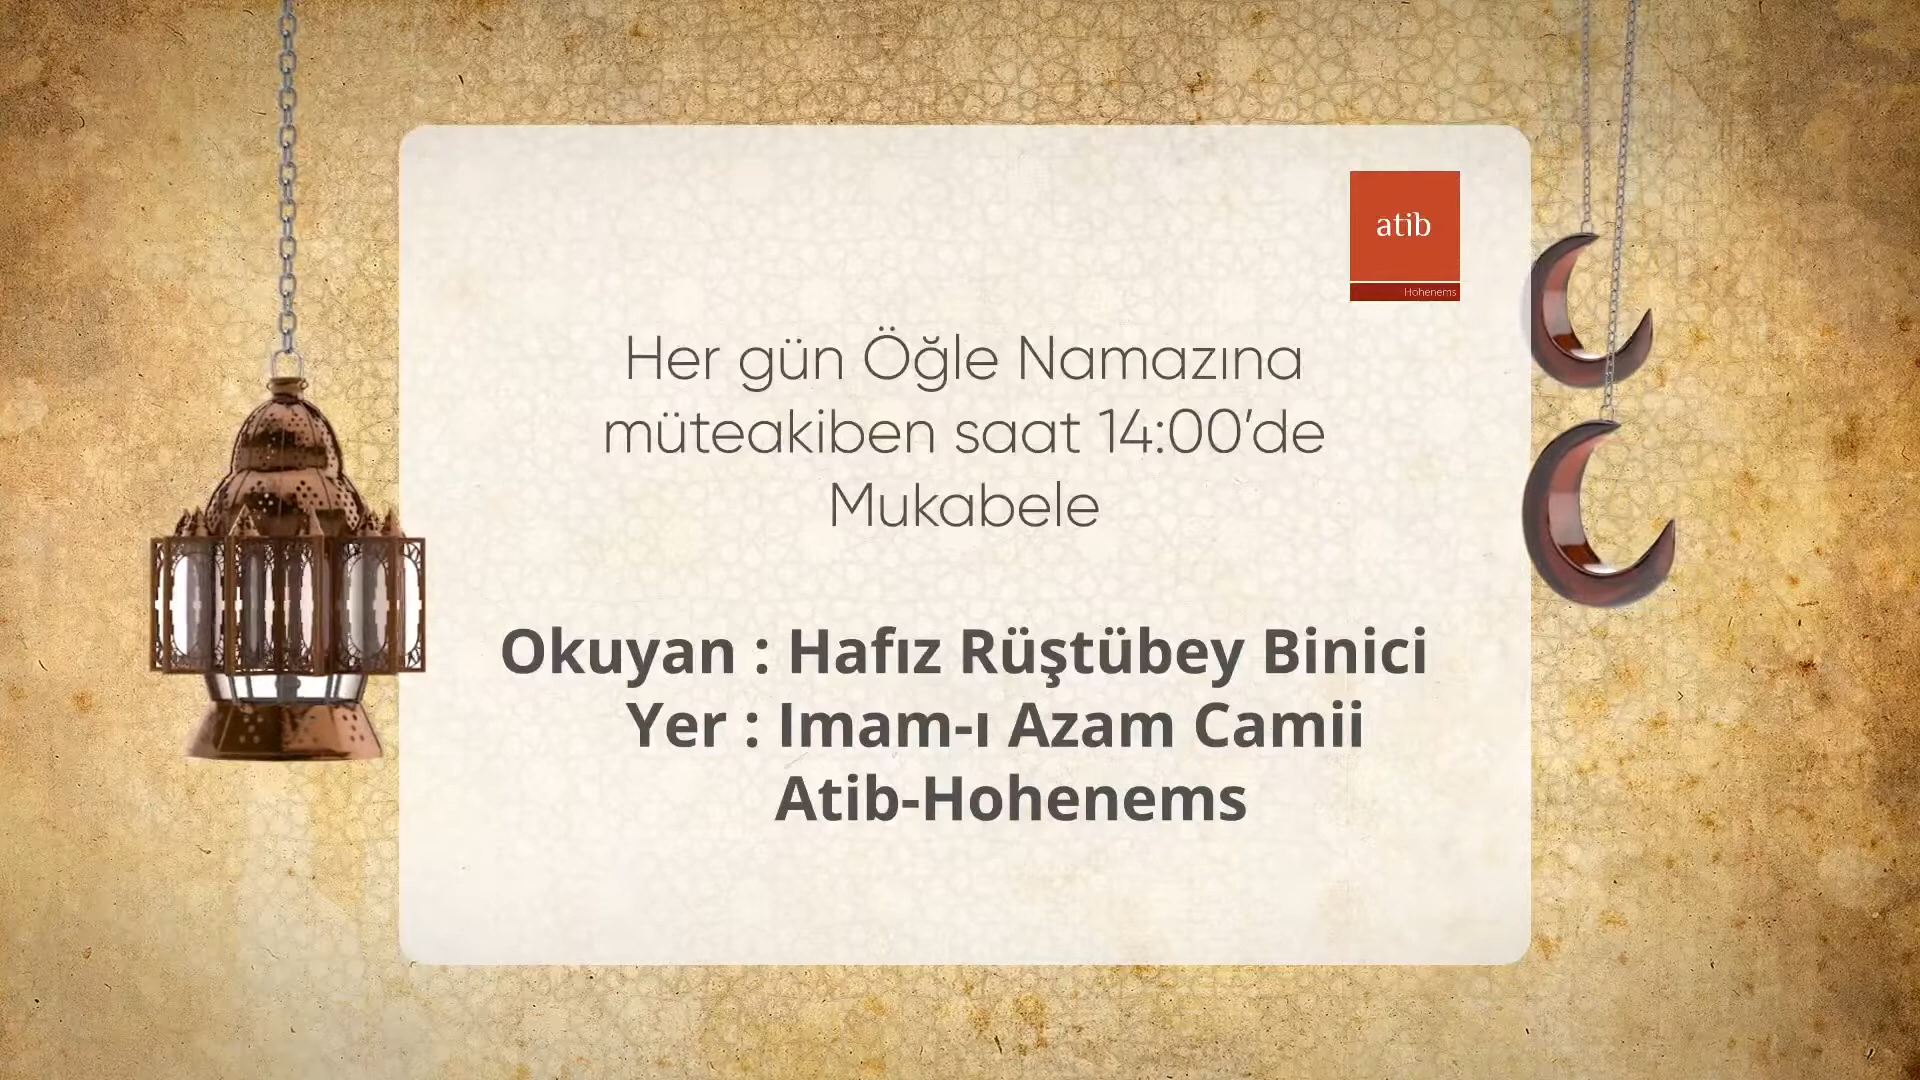 atib
Hohenems
Her gün Öğle Namazına
müteakiben saat 14:00’de
Mukabele
Okuyan : Hafız Rüştübey Binici
Yer : Imam-ı Azam Camii
Atib-Hohenems